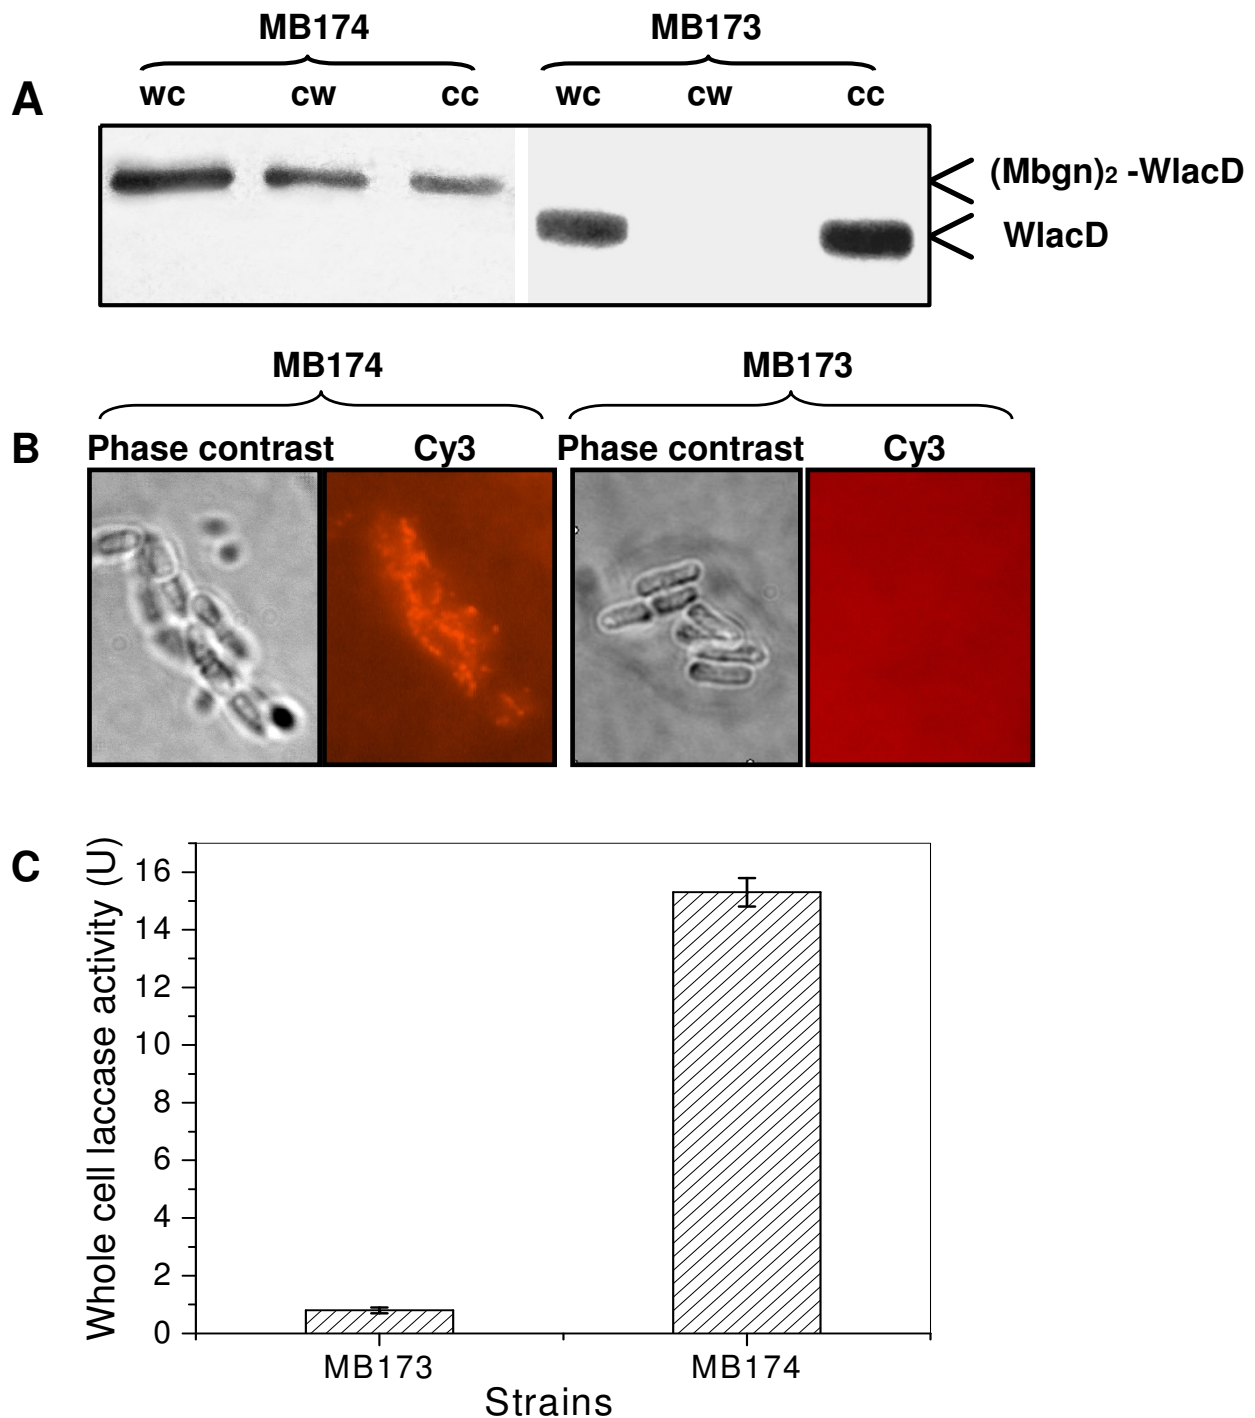 MB174 MB173
A wc cw cc wc cw cc
(Mbgn)2 -WlacD
WlacD
MB174 MB173
B Phase contrast Cy3 Phase contrast Cy3
C
Whole cell laccase activity (U)
16
14
12
10
8
6
4
2
0
MB173 MB174
Strains